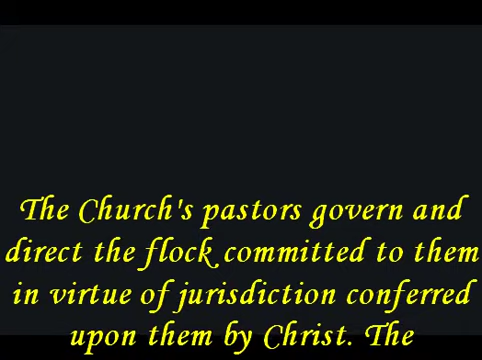 The Church's pastors govern and
direct the flock committed to them
in virtue of jurisdiction conferred
upon them by Christ. The